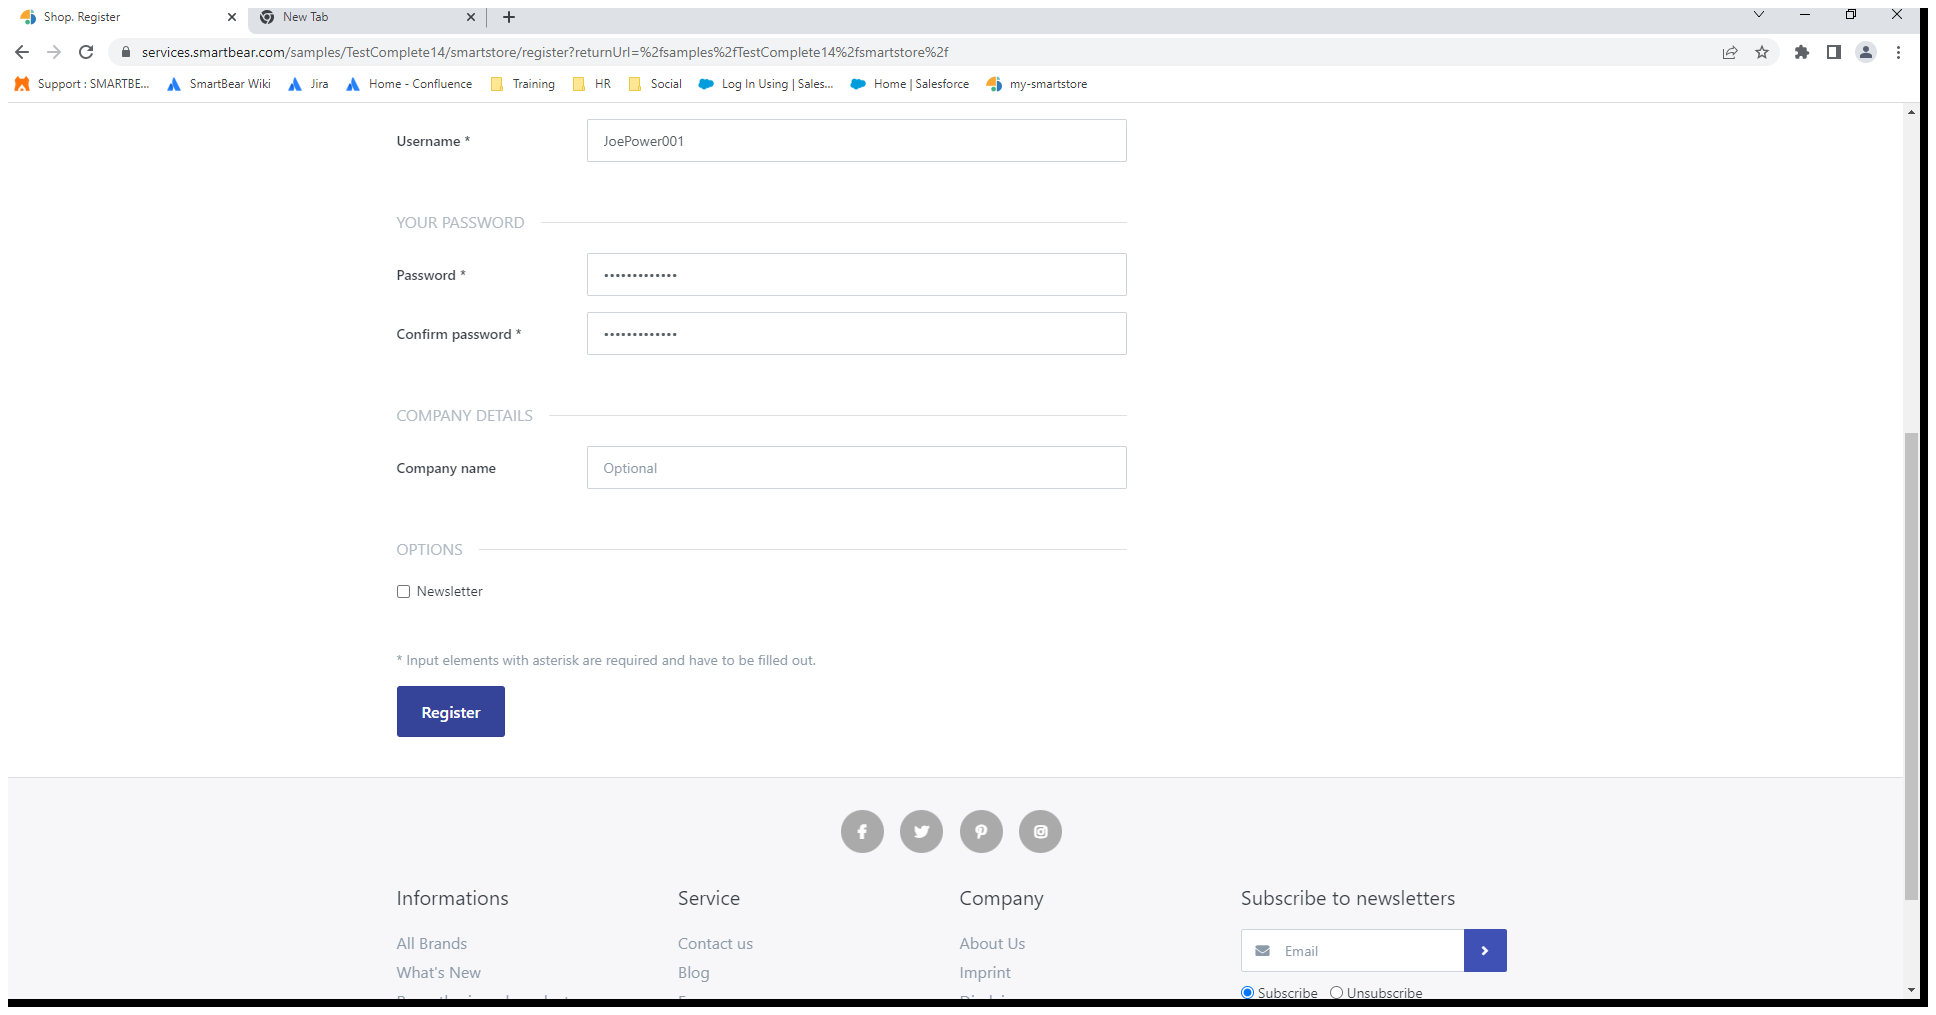 Shop. Register
New Tab
services.smartbear.com/samples/TestComplete14/smartstore/register?returnUrl=%2fsamples%2fTestComplete14%2fsmartstore%2f
Support : SMARTBE... SmartBear Wiki Jira Home - Confluence Training HR Social Log In Using | Sales... Home | Salesforce my-smartstore
Username * JoePower001
YOUR PASSWORD
Password * •••••••••••••
Confirm password * •••••••••••••
COMPANY DETAILS
Company name Optional
OPTIONS
Newsletter
* Input elements with asterisk are required and have to be filled out.
Register
Informations Service Company Subscribe to newsletters
All Brands Contact us About Us Email
What's New Blog Imprint
Subscribe Unsubscribe